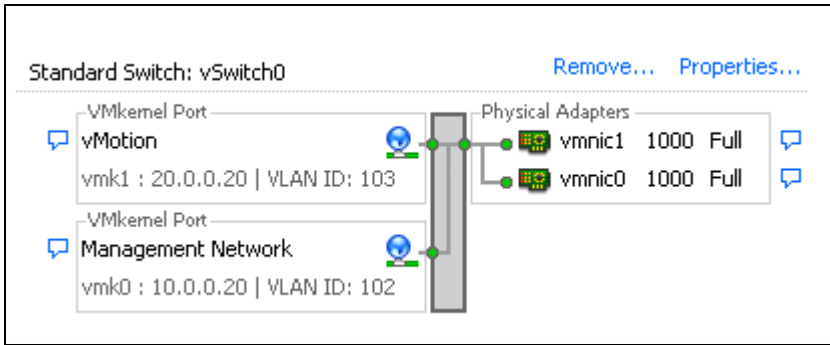 Standard Switch: vSwitch0 Remove... Properties...
VMkernel Port
vMotion
vmk1 : 20.0.0.20 | VLAN ID: 103
VMkernel Port
Management Network
vmk0 : 10.0.0.20 | VLAN ID: 102
Physical Adapters
vmnic1 1000 Full
vmnic0 1000 Full